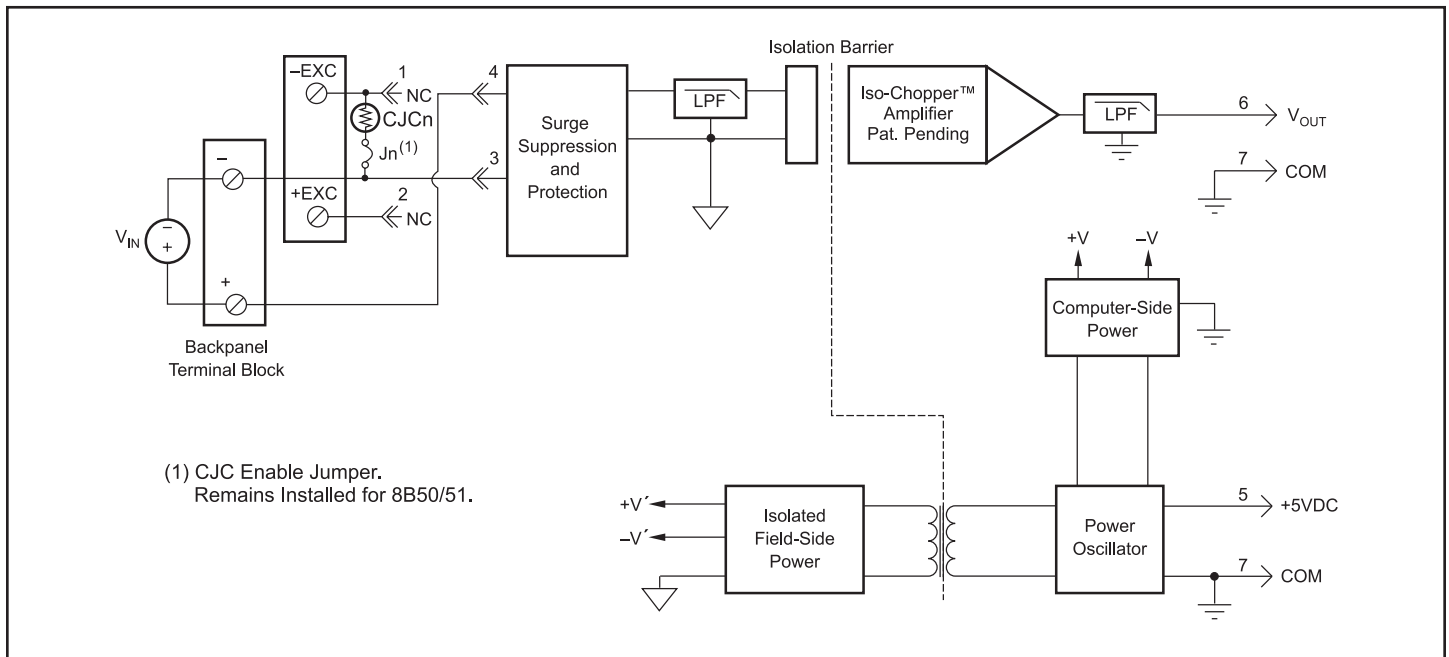 Isolation Barrier
–EXC
1
NC
4
CJCn
Jn(1)
3
–
+EXC
2
NC
VIN
–
+
+
Backpanel
Terminal Block
Surge
Suppression
and
Protection
LPF
Iso-Chopper™
Amplifier
Pat. Pending
LPF
6
VOUT
7
COM
+V
–V
Computer-Side
Power
(1) CJC Enable Jumper.
Remains Installed for 8B50/51.
+V´
–V´
Isolated
Field-Side
Power
Power
Oscillator
5
+5VDC
7
COM